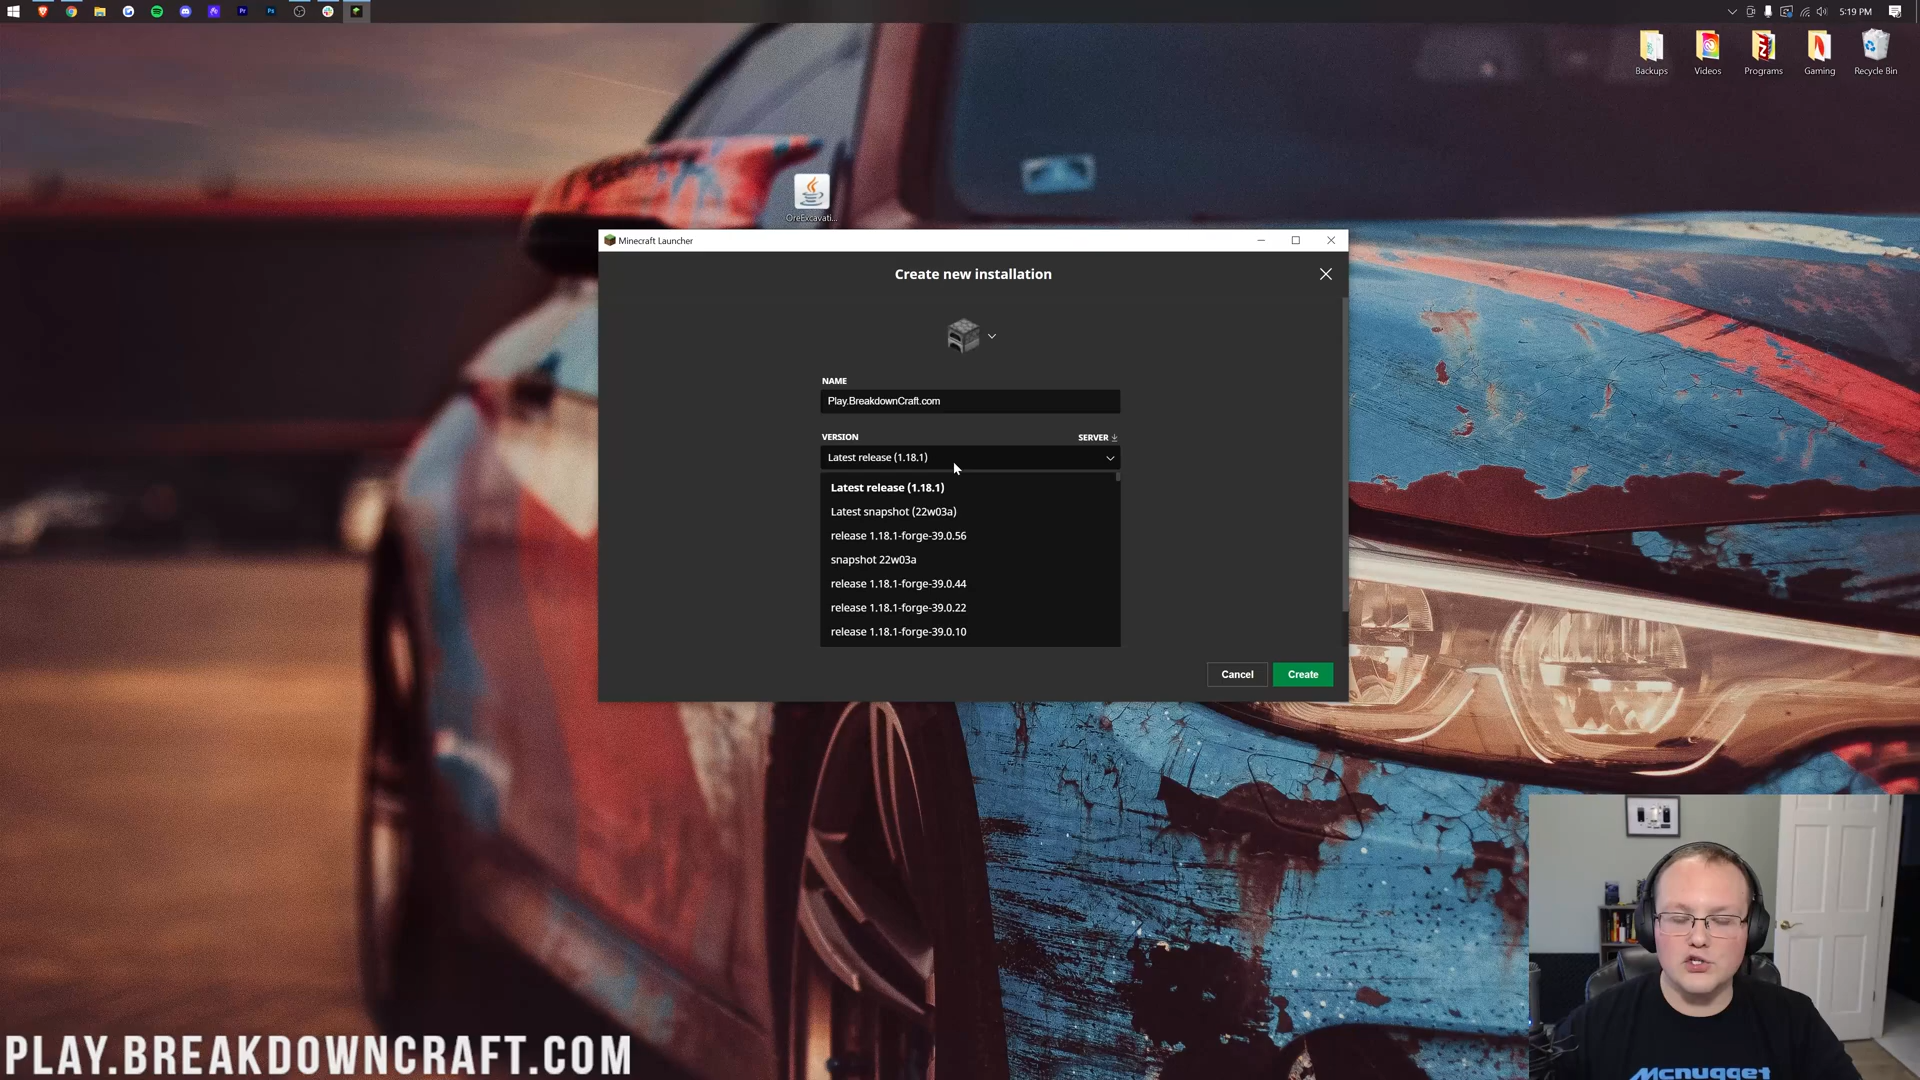 5:19 PM
Backups
Videos
Programs
Gaming
Recycle Bin
OreExcavati...
Minecraft Launcher
Create new installation
NAME
Play.BreakdownCraft.com
VERSION
SERVER
Latest release (1.18.1)
Latest release (1.18.1)
Latest snapshot (22w03a)
release 1.18.1-forge-39.0.56
snapshot 22w03a
release 1.18.1-forge-39.0.44
release 1.18.1-forge-39.0.22
release 1.18.1-forge-39.0.10
Cancel
Create
PLAY.BREAKDOWNCRAFT.COM
Mcnugget